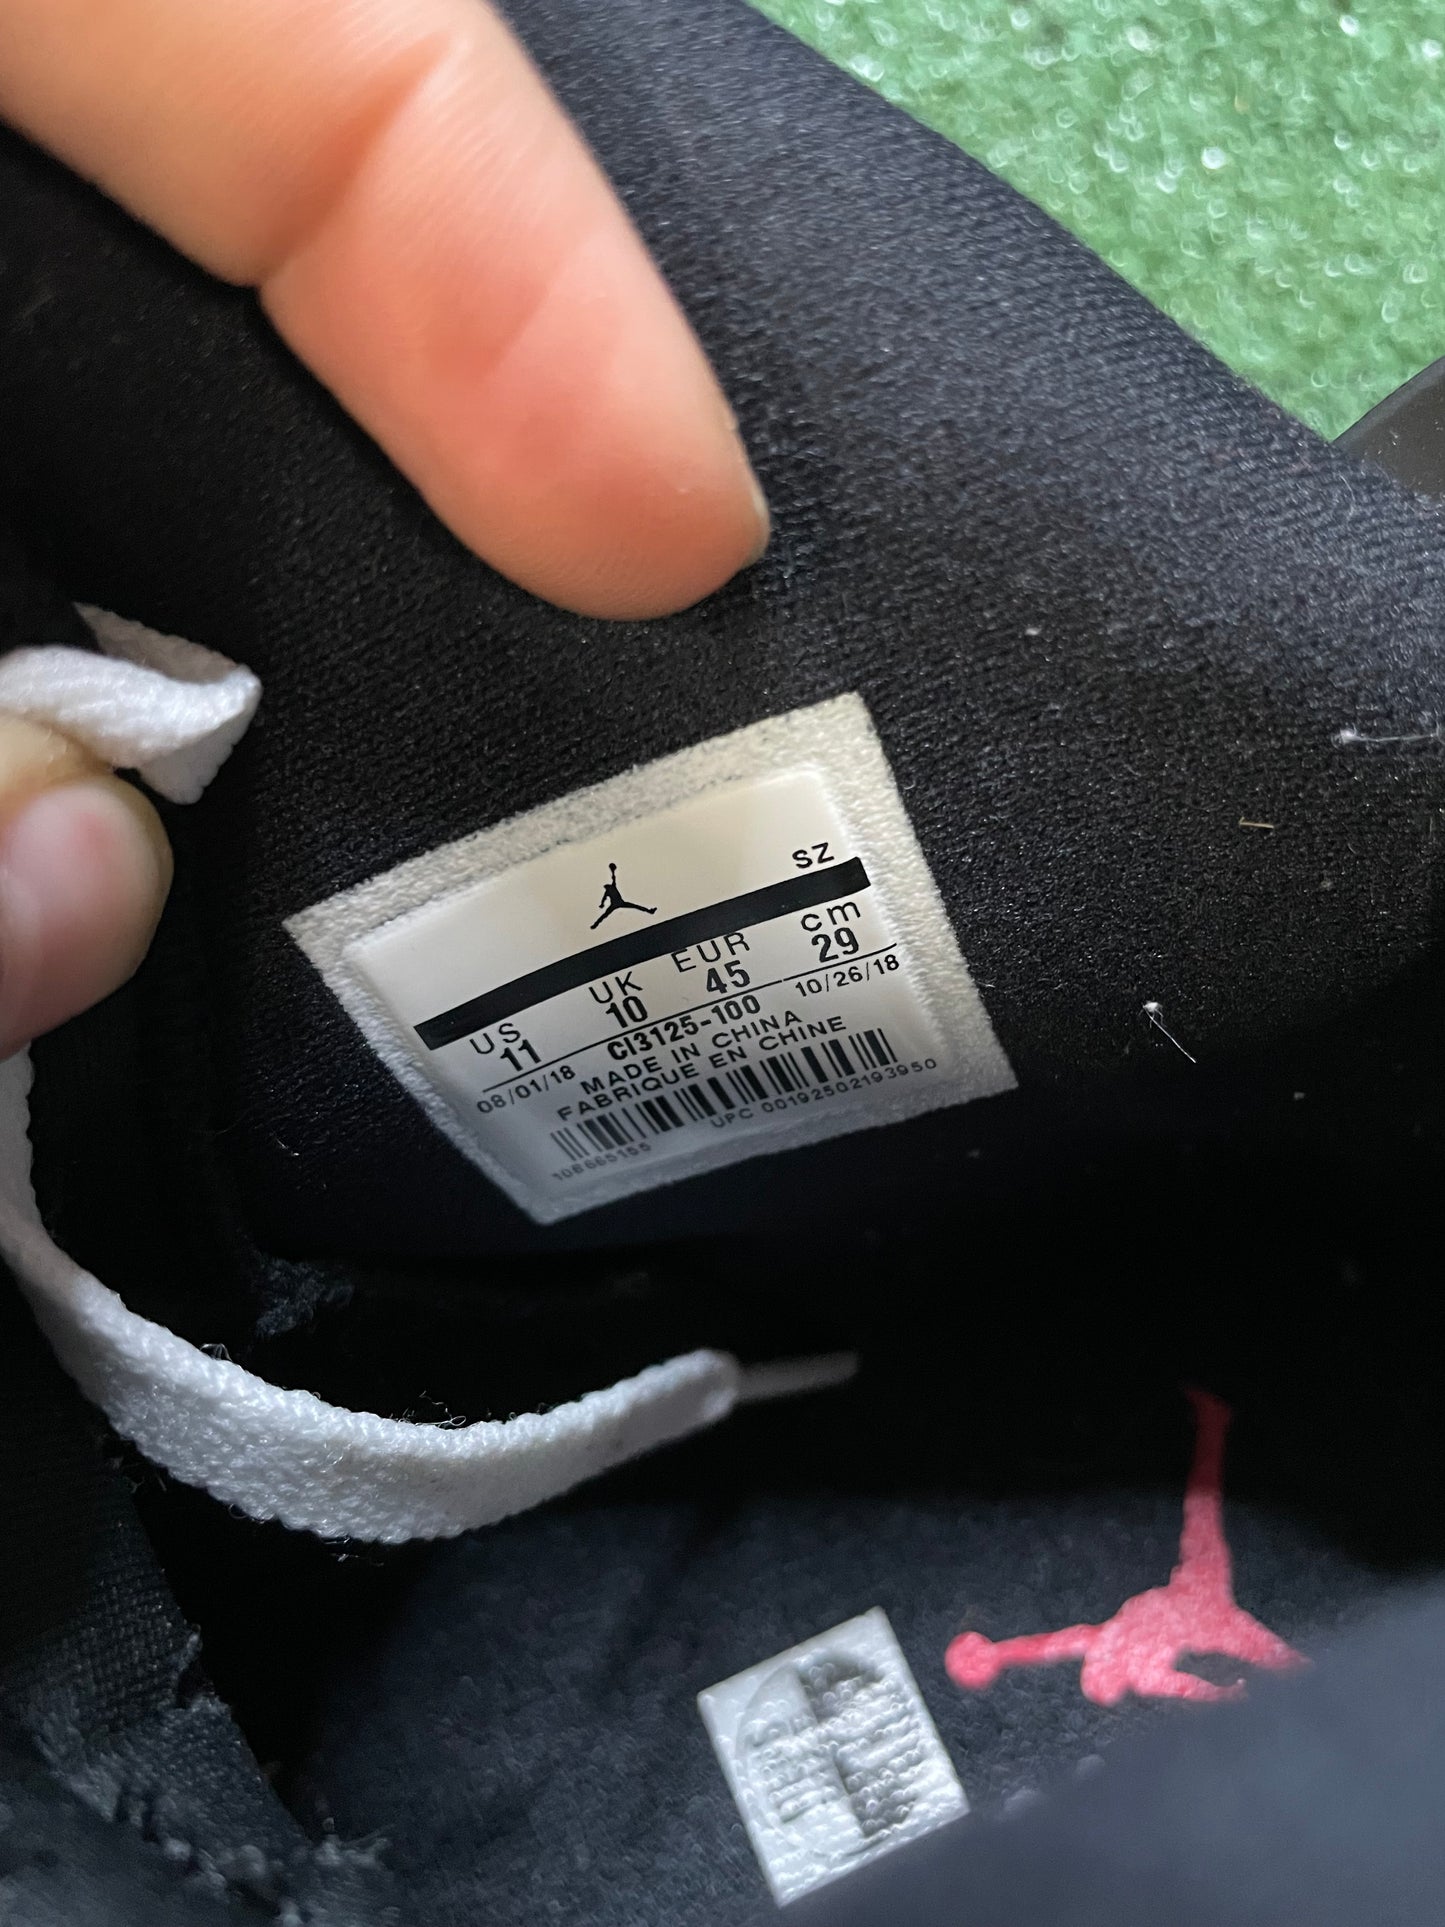 SZ
US UK EUR cm
11 10 45 29
08/01/18 CI3125-100 10/26/18
MADE IN CHINA
FABRIQUE EN CHINE
106665155 UPC 00192502193950